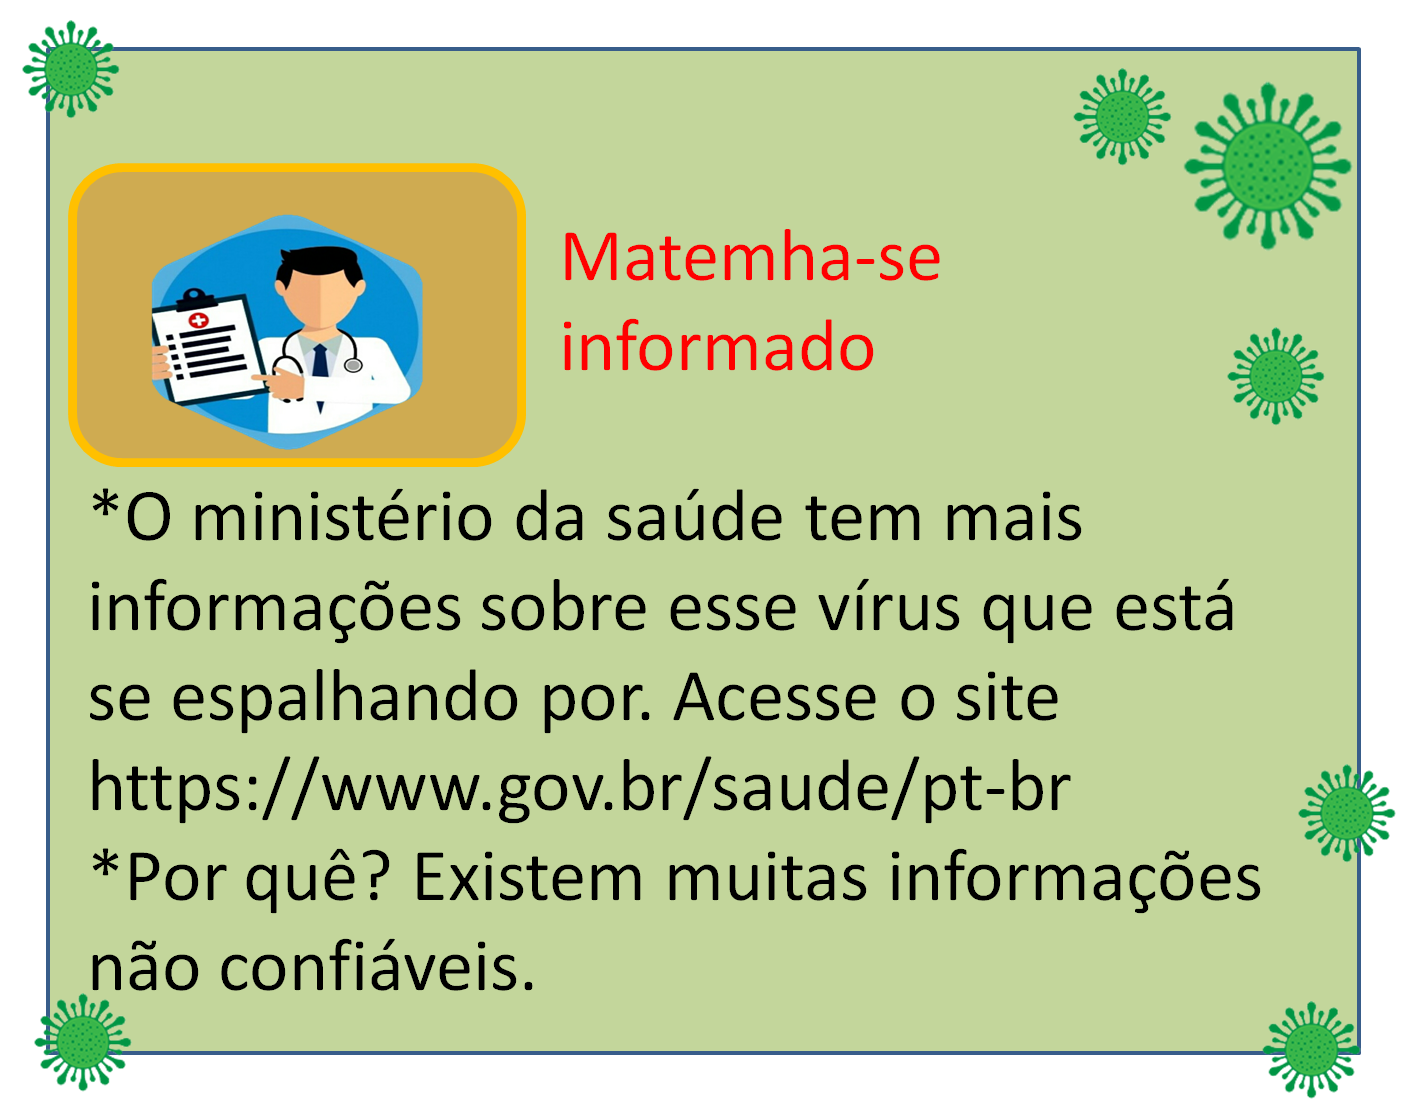 Matemha-se
informado
*O ministério da saúde tem mais
informações sobre esse vírus que está
se espalhando por. Acesse o site
https://www.gov.br/saude/pt-br
*Por quê? Existem muitas informações
não confiáveis.